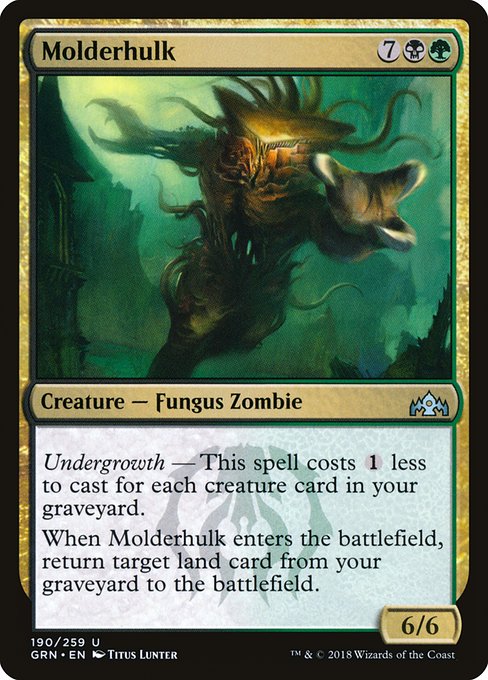 Molderhulk 7
Creature — Fungus Zombie
Undergrowth — This spell costs 1 less
to cast for each creature card in your
graveyard.
When Molderhulk enters the battlefield,
return target land card from your
graveyard to the battlefield.
6/6
190/259 U
GRN • EN Titus Lunter
™ & © 2018 Wizards of the Coast